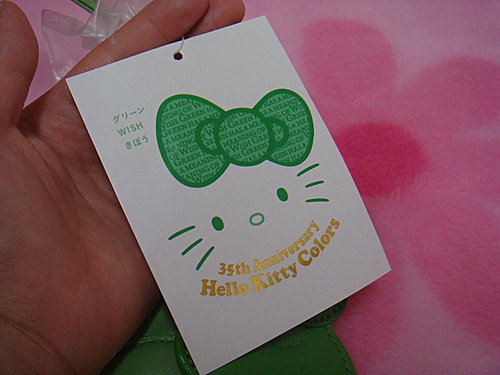 グリーン
WISH
きぼう
35th Anniversary
Hello Kitty Colors